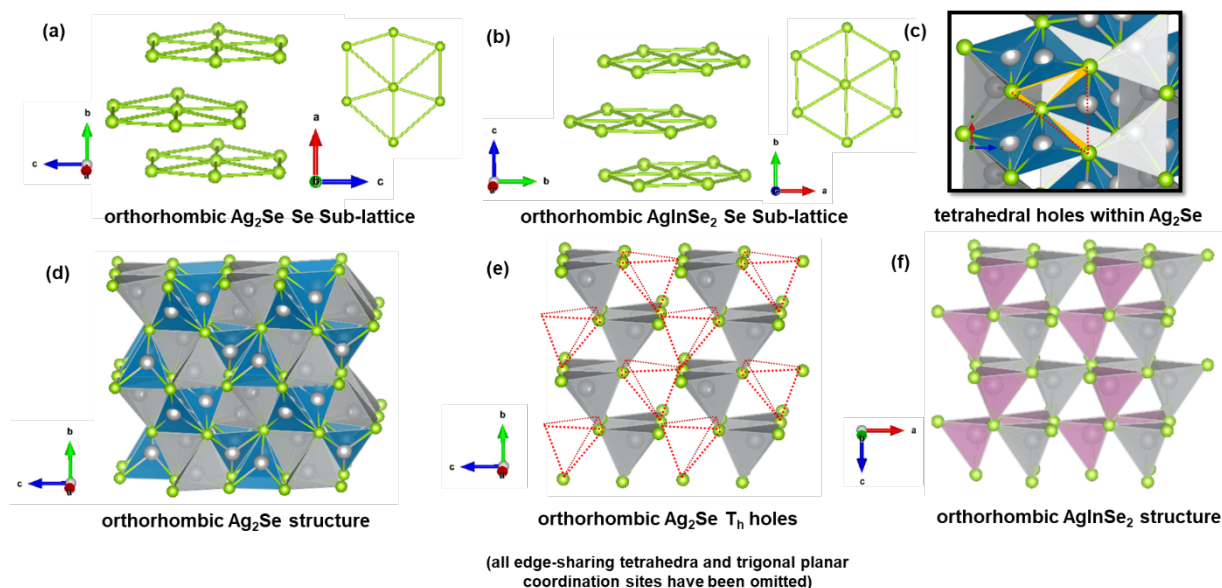 (a)
b
c
a
a
b
c
orthorhombic Ag₂Se Se Sub-lattice
(b)
c
b
a
b
c
a
orthorhombic AgInSe₂ Se Sub-lattice
(c)
tetrahedral holes within Ag₂Se
(d)
b
c
a
orthorhombic Ag₂Se structure
(e)
b
c
a
orthorhombic Ag₂Se Tₕ holes
(all edge-sharing tetrahedra and trigonal planar
coordination sites have been omitted)
(f)
b
a
c
orthorhombic AgInSe₂ structure